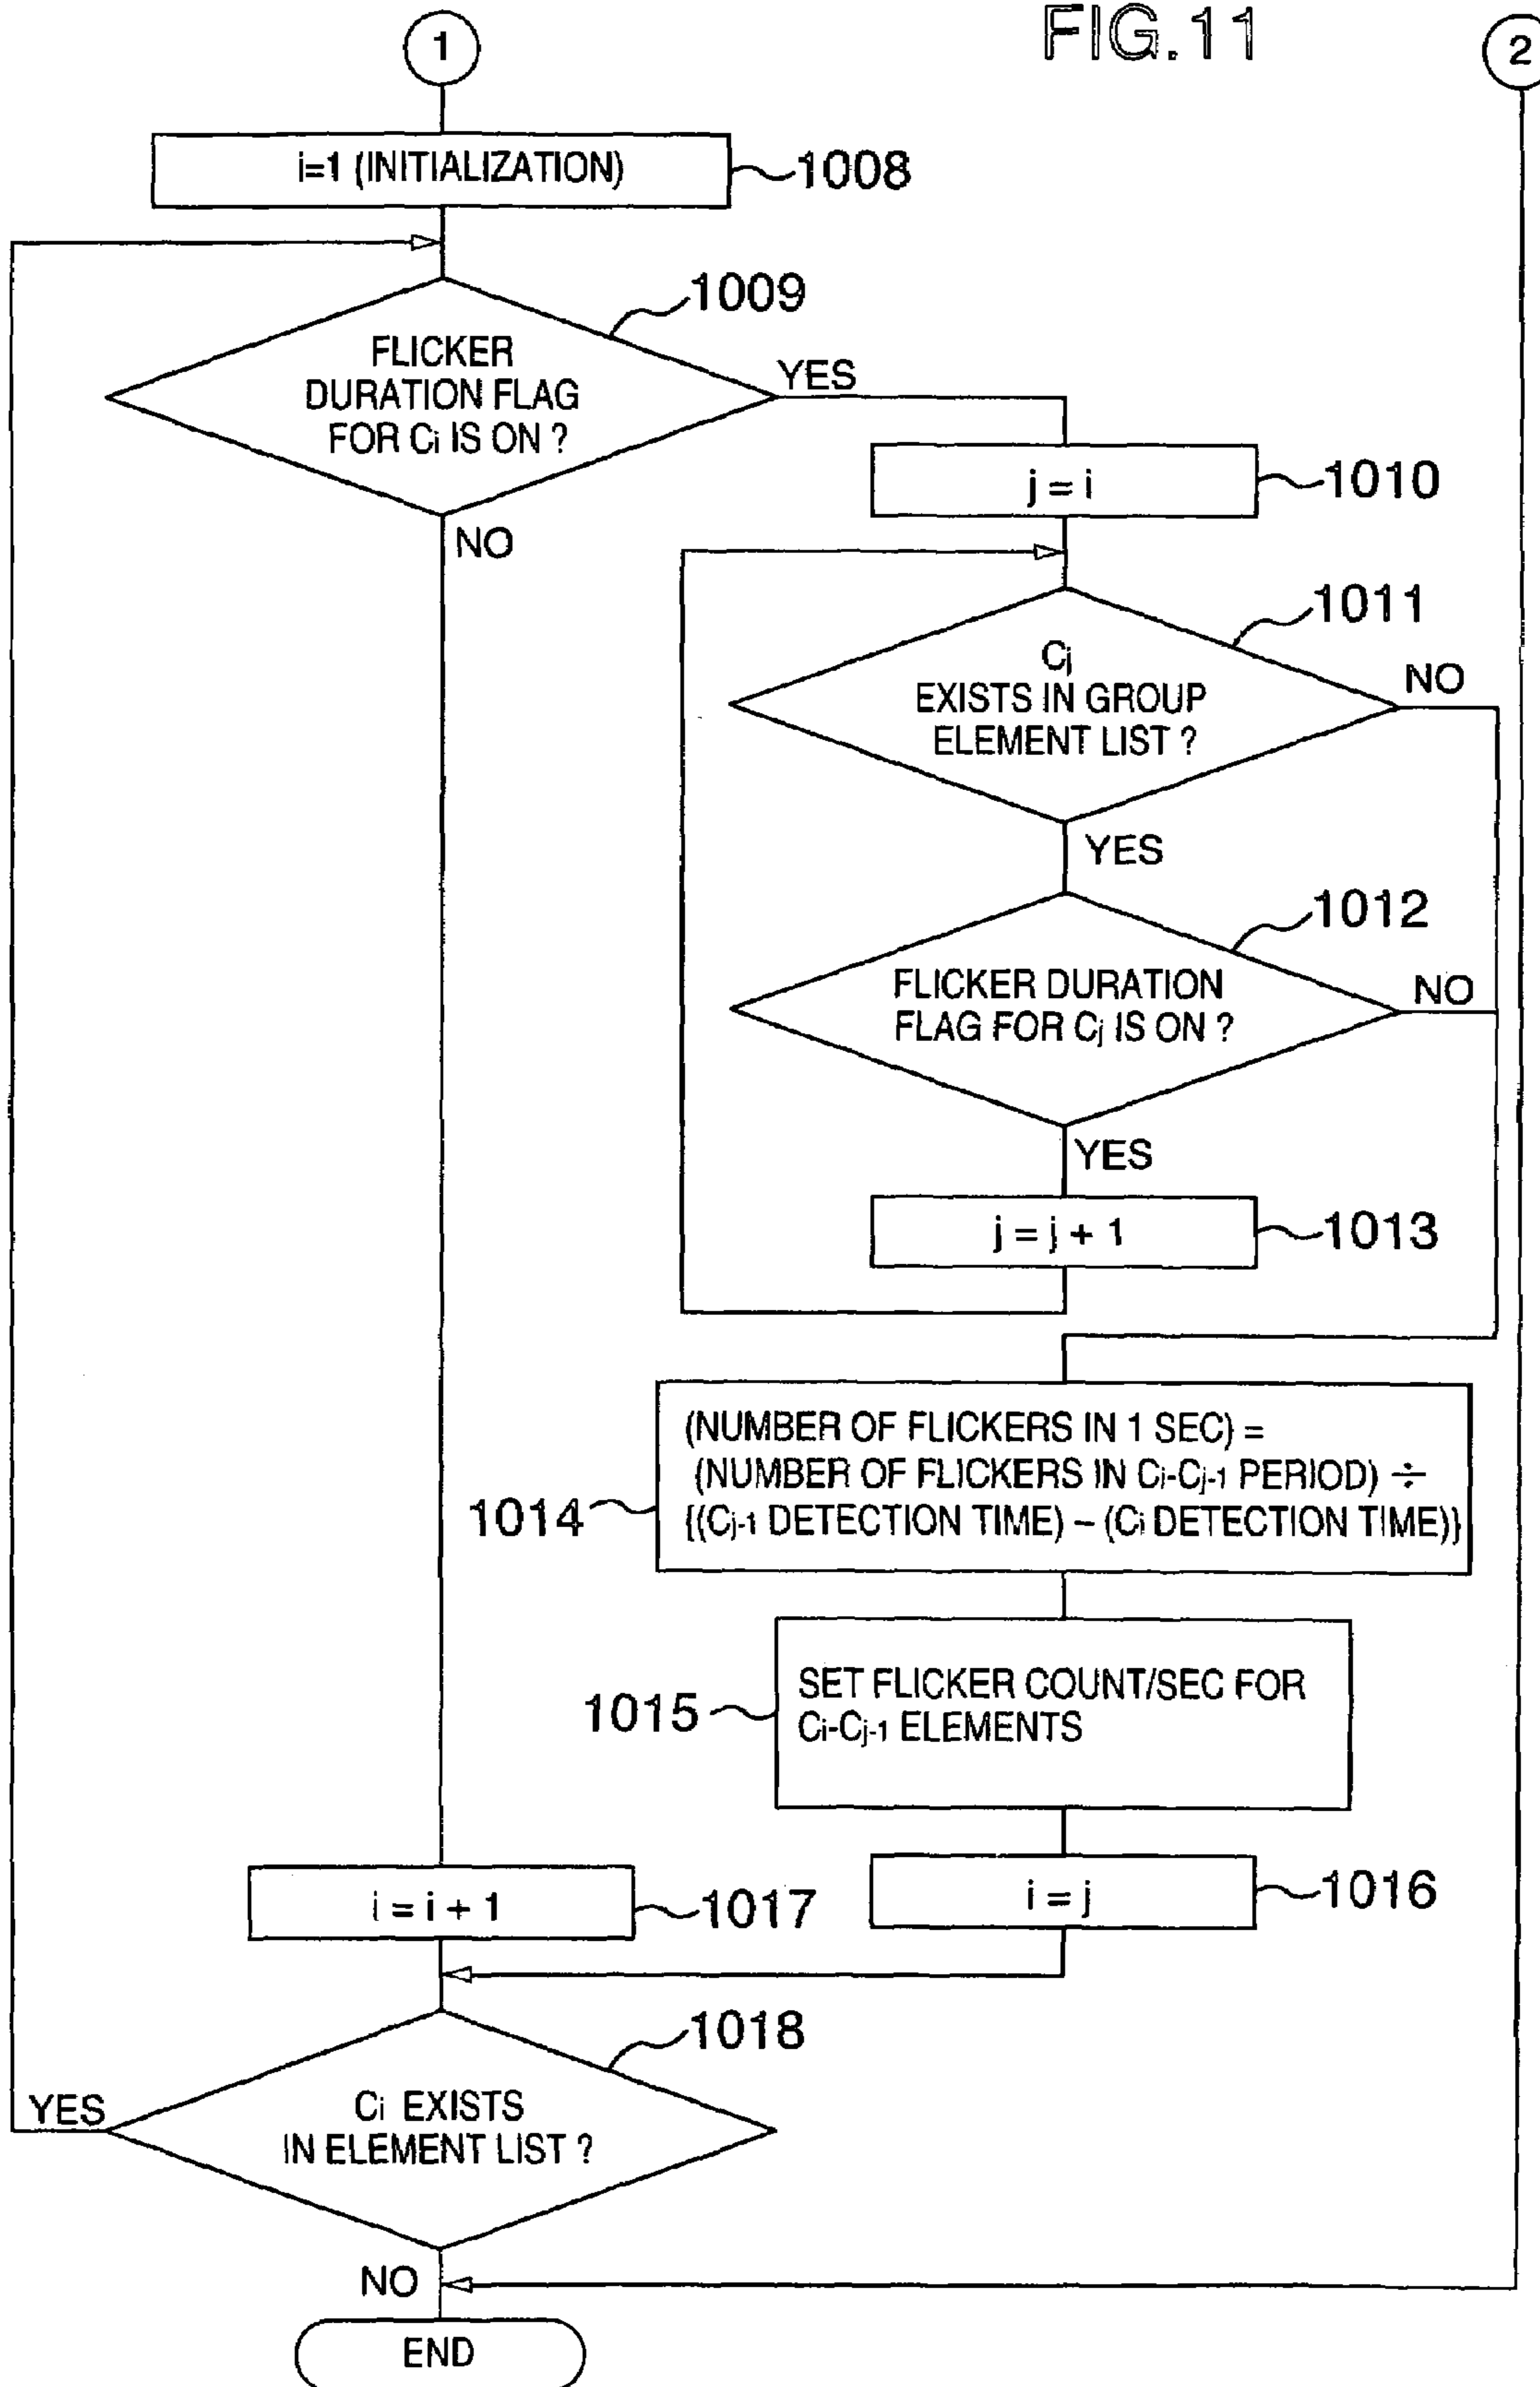 FIG.11
1
2
i=1 (INITIALIZATION)
1008
1009
FLICKER
DURATION FLAG
FOR Ci IS ON ?
YES
NO
j = i
1010
1011
Cj
EXISTS IN GROUP
ELEMENT LIST ?
NO
YES
1012
FLICKER DURATION
FLAG FOR Cj IS ON ?
NO
YES
j = j + 1
1013
(NUMBER OF FLICKERS IN 1 SEC) =
(NUMBER OF FLICKERS IN Ci-Cj-1 PERIOD) ÷
{(Cj-1 DETECTION TIME) – (Ci DETECTION TIME)}
1014
SET FLICKER COUNT/SEC FOR
Ci-Cj-1 ELEMENTS
1015
i = i + 1
1017
i = j
1016
1018
Ci EXISTS
IN ELEMENT LIST ?
YES
NO
END